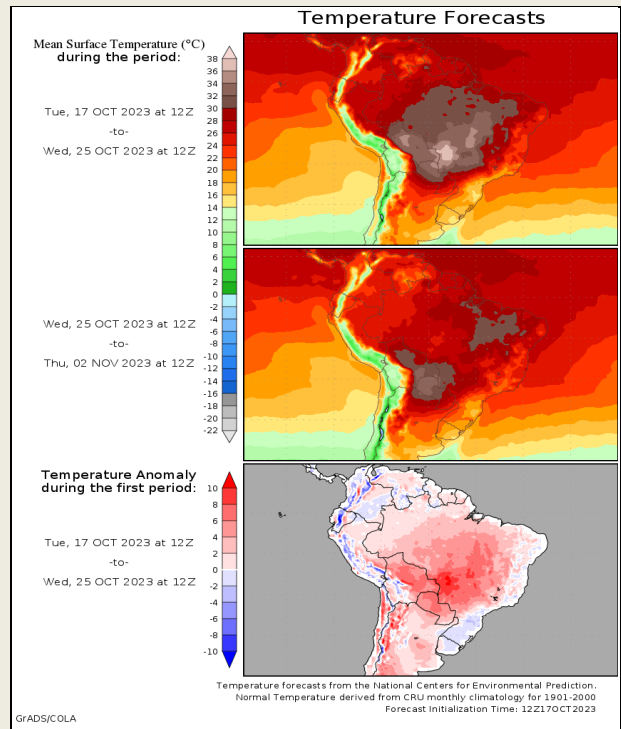 Temperature Forecasts
Mean Surface Temperature (°C)
during the period:
Tue, 17 OCT 2023 at 12Z
-to-
Wed, 25 OCT 2023 at 12Z
38
36
34
32
30
28
26
24
22
20
18
16
14
12
10
8
6
4
2
0
-2
-4
-6
-8
-10
-12
-14
-16
-18
-20
-22
Wed, 25 OCT 2023 at 12Z
-to-
Thu, 02 NOV 2023 at 12Z
Temperature Anomaly
during the first period:
Tue, 17 OCT 2023 at 12Z
-to-
Wed, 25 OCT 2023 at 12Z
10
8
6
4
2
0
-2
-4
-6
-8
-10
Temperature forecasts from the National Centers for Environmental Prediction.
Normal Temperature derived from CRU monthly climatology for 1901-2000
Forecast Initialization Time: 12Z17OCT2023
GrADS/COLA